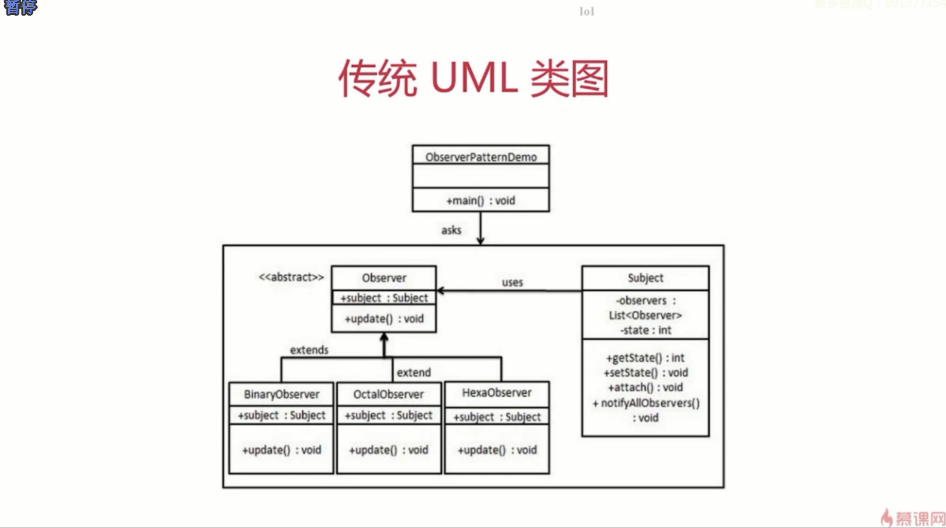 暂停
lol
传统 UML 类图
ObserverPatternDemo
+main() : void
asks
<<abstract>>
Observer
+subject : Subject
+update() : void
uses
Subject
-observers :
List<Observer>
-state : int
+getState() : int
+setState() : void
+attach() : void
+ notifyAllObservers()
: void
extends
extend
BinaryObserver
+subject : Subject
+update() : void
OctalObserver
+subject : Subject
+update() : void
HexaObserver
+subject : Subject
+update() : void
慕课网